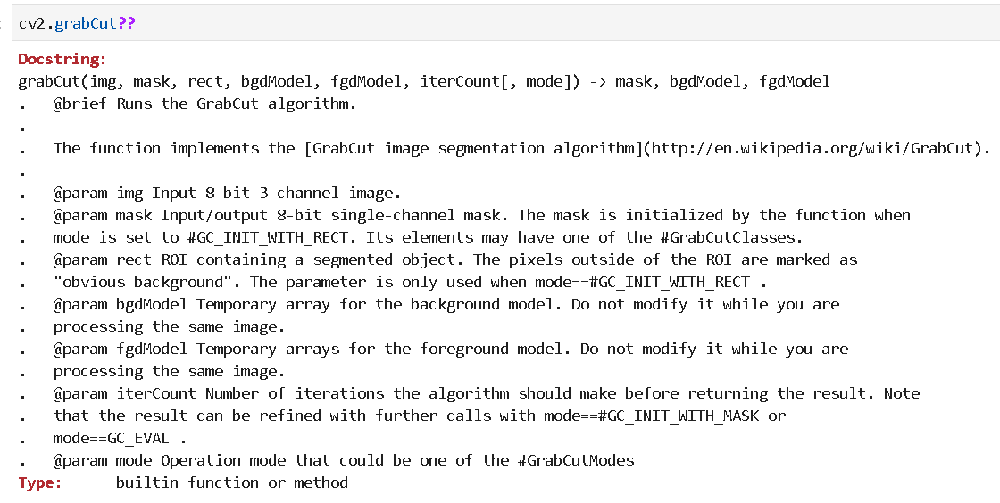 cv2.grabCut??
Docstring:
grabCut(img, mask, rect, bgdModel, fgdModel, iterCount[, mode]) -> mask, bgdModel, fgdModel
.   @brief Runs the GrabCut algorithm.
.
.   The function implements the [GrabCut image segmentation algorithm](http://en.wikipedia.org/wiki/GrabCut).
.
.   @param img Input 8-bit 3-channel image.
.   @param mask Input/output 8-bit single-channel mask. The mask is initialized by the function when
.   mode is set to #GC_INIT_WITH_RECT. Its elements may have one of the #GrabCutClasses.
.   @param rect ROI containing a segmented object. The pixels outside of the ROI are marked as
.   "obvious background". The parameter is only used when mode==#GC_INIT_WITH_RECT .
.   @param bgdModel Temporary array for the background model. Do not modify it while you are
.   processing the same image.
.   @param fgdModel Temporary arrays for the foreground model. Do not modify it while you are
.   processing the same image.
.   @param iterCount Number of iterations the algorithm should make before returning the result. Note
.   that the result can be refined with further calls with mode==#GC_INIT_WITH_MASK or
.   mode==GC_EVAL .
.   @param mode Operation mode that could be one of the #GrabCutModes
Type:      builtin_function_or_method